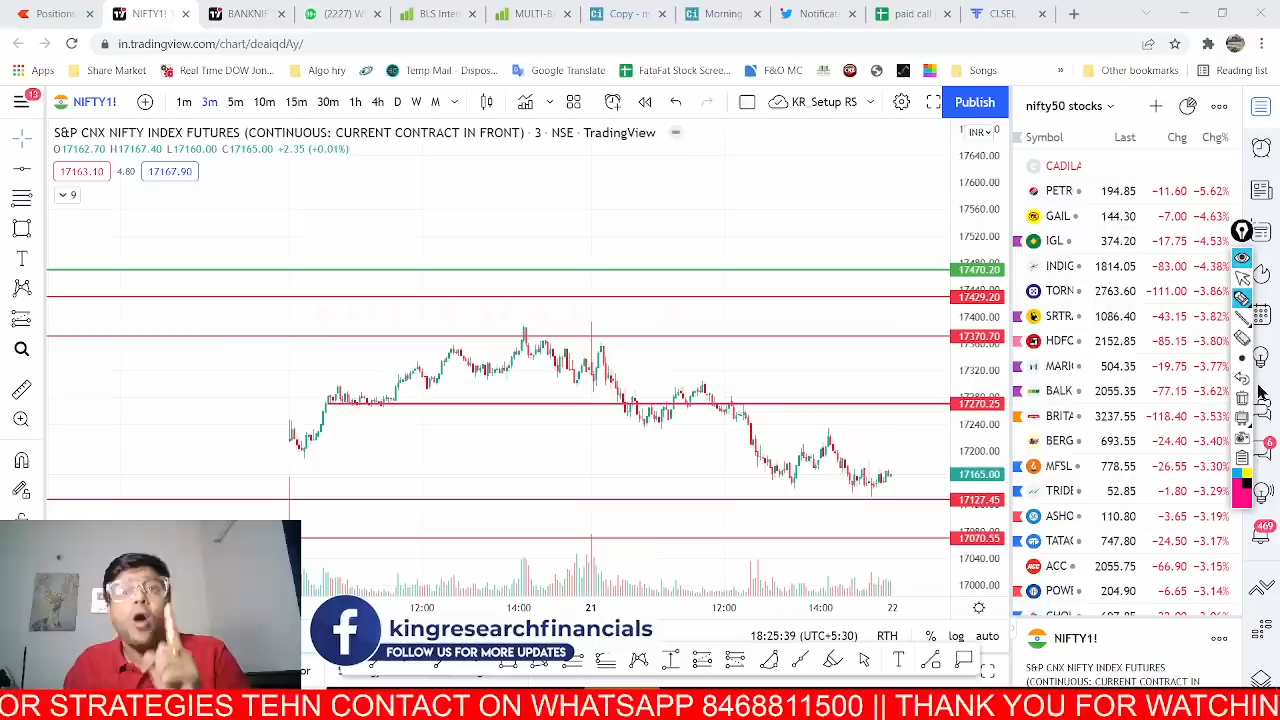 Positions
NIFTY1!
BANKNIF
(2227) W
BLS Inter
MULTI-BA
Copy - m
Morning
Notificati
paid call
CLSEL
in.tradingview.com/chart/deaiqdAy/
Apps
Share Market
Real Time DOW Jon...
Algo hry
Temp Mail - Dispos...
Google Translate
FataFat Stock Scree...
F&O MC
Songs
»
Other bookmarks
Reading list
13
NIFTY1!
1m 3m 5m 10m 15m 30m 1h 4h D W M
KR_Setup RS
Publish
S&P CNX NIFTY INDEX FUTURES (CONTINUOUS: CURRENT CONTRACT IN FRONT) · 3 · NSE · TradingView
O17162.70 H17167.40 L17160.00 C17165.00 +2.35 (+0.01%)
17163.10 4.80 17167.90
9
INR
17640.00
17600.00
17560.00
17520.00
17470.20
17429.20
17400.00
17370.70
17320.00
17270.25
17240.00
17200.00
17165.00
17127.45
17070.55
17040.00
17000.00
12:00 14:00 21 12:00 14:00 22
18:25:39 (UTC+5:30) RTH % log auto
nifty50 stocks
Symbol Last Chg Chg%
CADILA
PETR 194.85 −11.60 −5.62%
GAIL 144.30 −7.00 −4.63%
IGL 374.20 −17.75 −4.53%
INDIG 1814.05 −83.00 −4.38%
TORN 2763.60 −111.00 −3.86%
SRTR 1086.40 −43.15 −3.82%
HDFC 2152.85 −85.15 −3.80%
MARI 504.35 −19.75 −3.77%
BALK 2055.35 −77.15 −3.62%
BRITA 3237.55 −118.40 −3.53%
BERG 693.55 −24.40 −3.40%
MFSL 778.55 −26.55 −3.30%
TRIDE 52.85 −1.80 −3.29%
ASHO 110.80 −3.65 −3.19%
TATAC 747.80 −24.50 −3.17%
ACC 2055.75 −66.90 −3.15%
POWE 204.90 −6.65 −3.14%
6
469
NIFTY1!
S&P CNX NIFTY INDEX FUTURES
(CONTINUOUS: CURRENT CONTRACT IN
kingresearchfinancials
FOLLOW US FOR MORE UPDATES
OR STRATEGIES TEHN CONTACT ON WHATSAPP 8468811500 || THANK YOU FOR WATCHIN